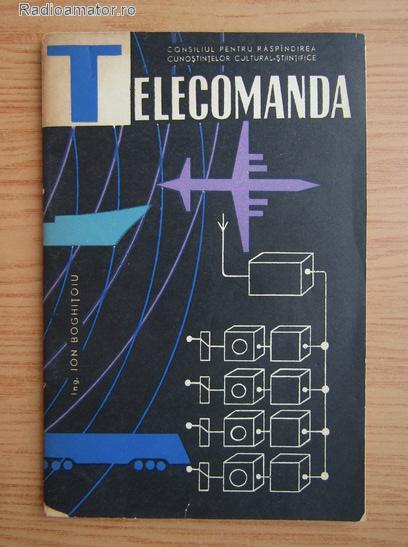 Radioamator.ro
CONSILIUL PENTRU RĂSPÎNDIREA
CUNOȘTINȚELOR CULTURAL-ȘTIINȚIFICE
TELECOMANDA
ing. ION BOGHIȚOIU